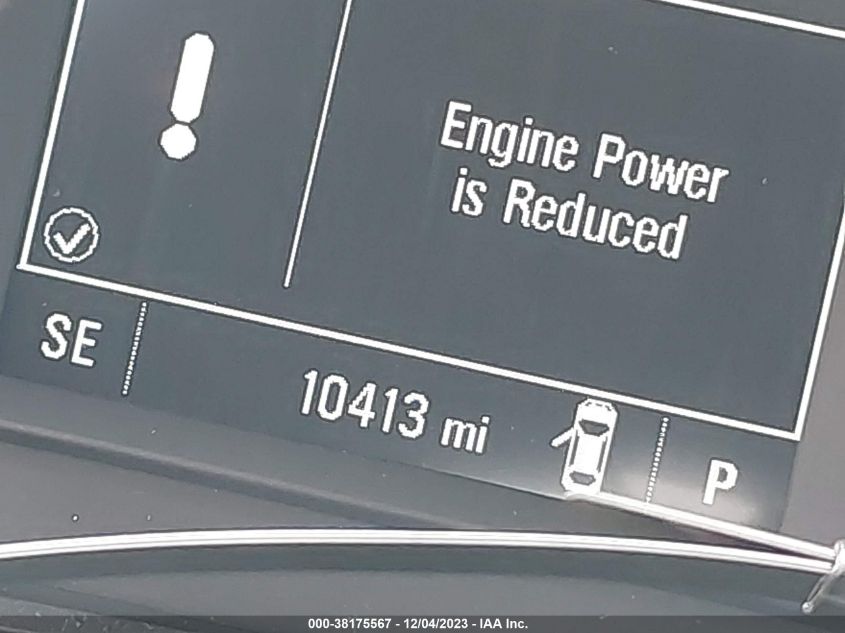 Engine Power
is Reduced
SE
10413 mi
P
000-38175567 - 12/04/2023 - IAA Inc.